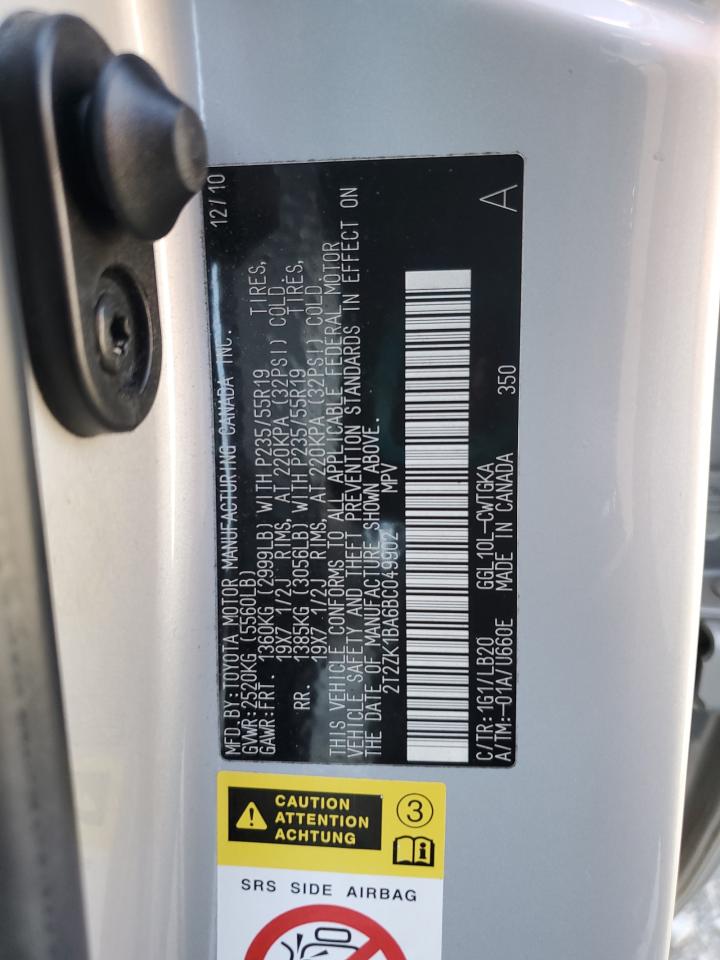 MFD BY:TOYOTA MOTOR MANUFACTURING CANADA INC. 12/10
GVWR:2520KG (5560LB)
GAWR:FRT. 1360KG (2999LB) WITH P235/55R19 TIRES,
19X7 1/2J RIMS, AT 220KPA (32PSI) COLD.
RR. 1385KG (3056LB) WITH P235/55R19 TIRES,
19X7 1/2J RIMS, AT 220KPA (32PSI) COLD.
THIS VEHICLE CONFORMS TO ALL APPLICABLE FEDERAL MOTOR
VEHICLE SAFETY AND THEFT PREVENTION STANDARDS IN EFFECT ON
THE DATE OF MANUFACTURE SHOWN ABOVE.
2T2ZK1BA6BC049902 MPV
C/TR:1G1/LB20 GGL10L-CWTGKA
A/TM:-01A/U660E MADE IN CANADA 350 A
CAUTION
ATTENTION
ACHTUNG
3
SRS SIDE AIRBAG